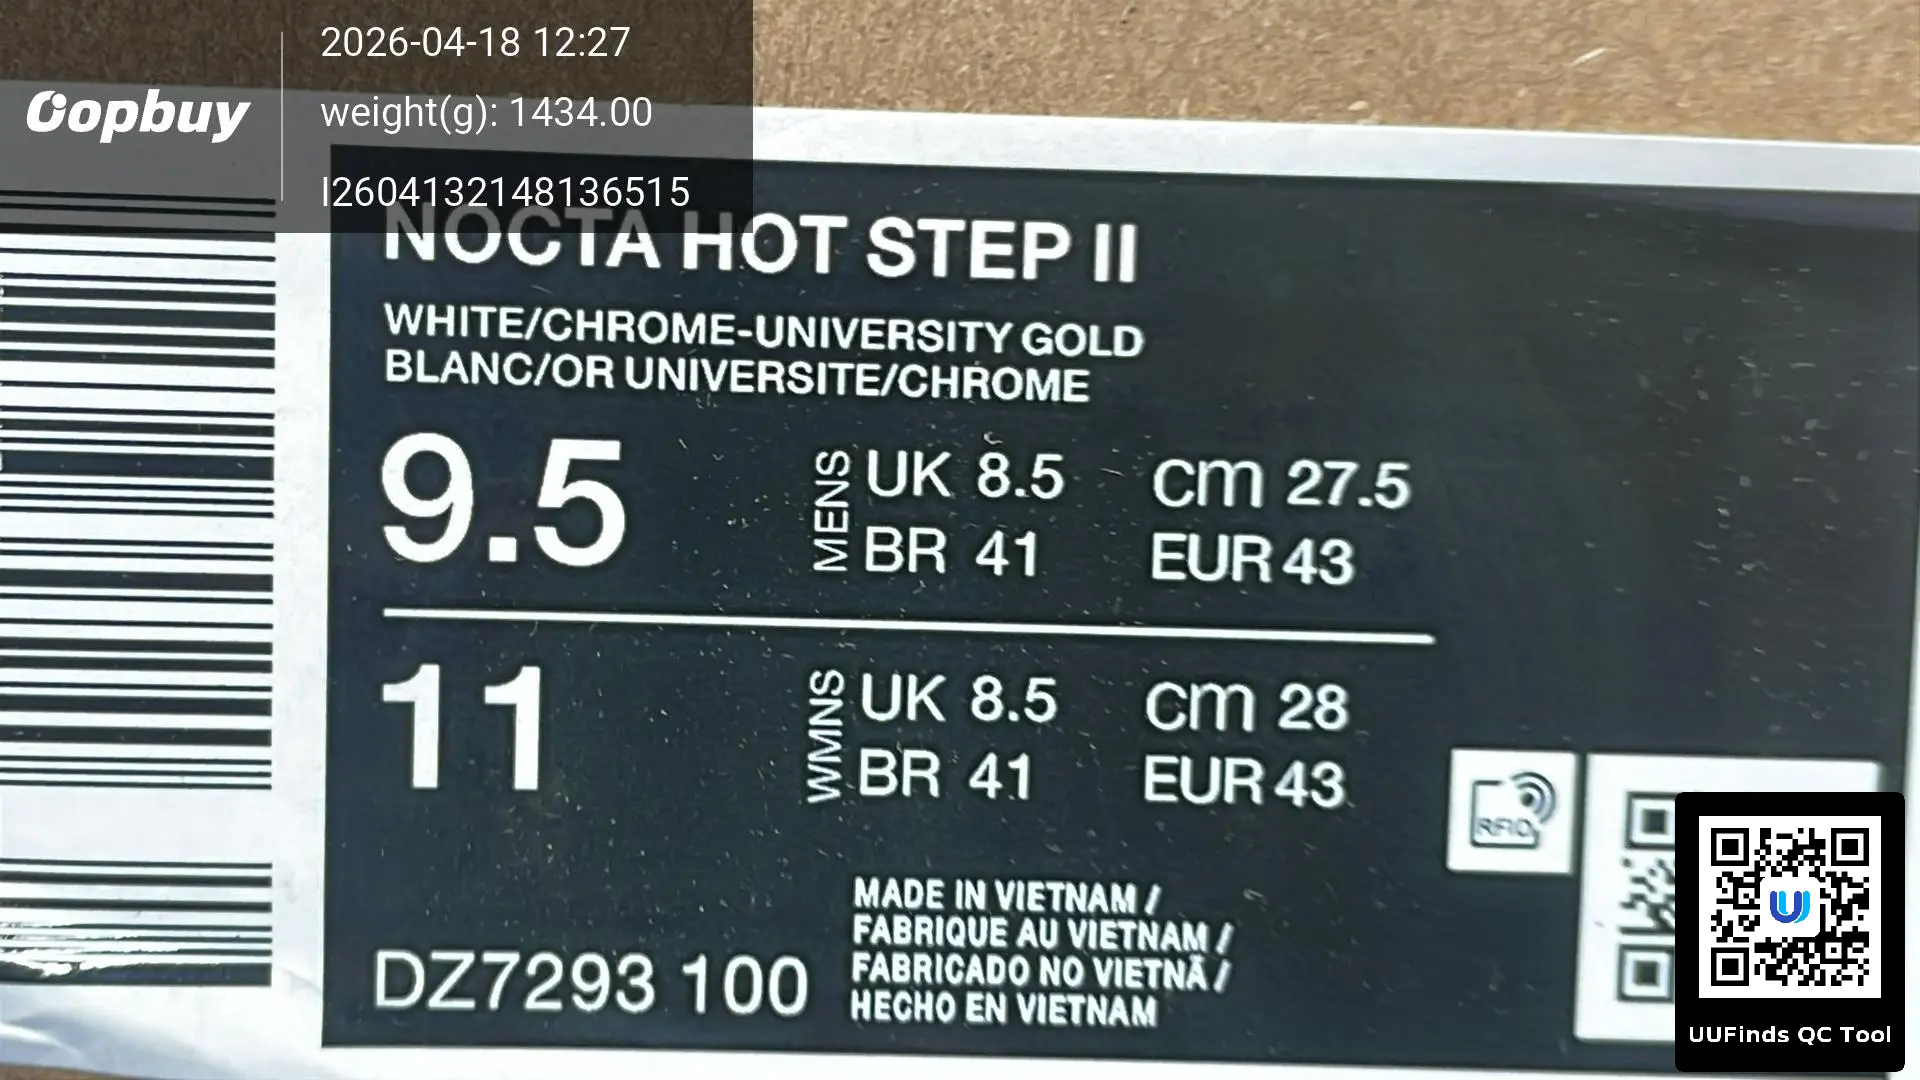 oopbuy
2026-04-18 12:27
weight(g): 1434.00
I2604132148136515
NOCTA HOT STEP II
WHITE/CHROME-UNIVERSITY GOLD
BLANC/OR UNIVERSITE/CHROME
9.5
MENS
UK 8.5
CM 27.5
BR 41
EUR 43
11
WMNS
UK 8.5
CM 28
BR 41
EUR 43
RFID
MADE IN VIETNAM /
FABRIQUE AU VIETNAM /
FABRICADO NO VIETNÃ /
HECHO EN VIETNAM
DZ7293 100
U
UUFinds QC Tool